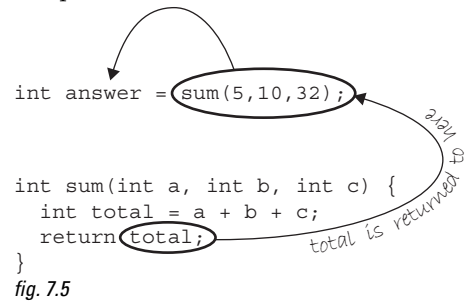 int answer = sum(5,10,32);
int sum(int a, int b, int c) {
int total = a + b + c;
return total;
}
total is returned to here
fig. 7.5